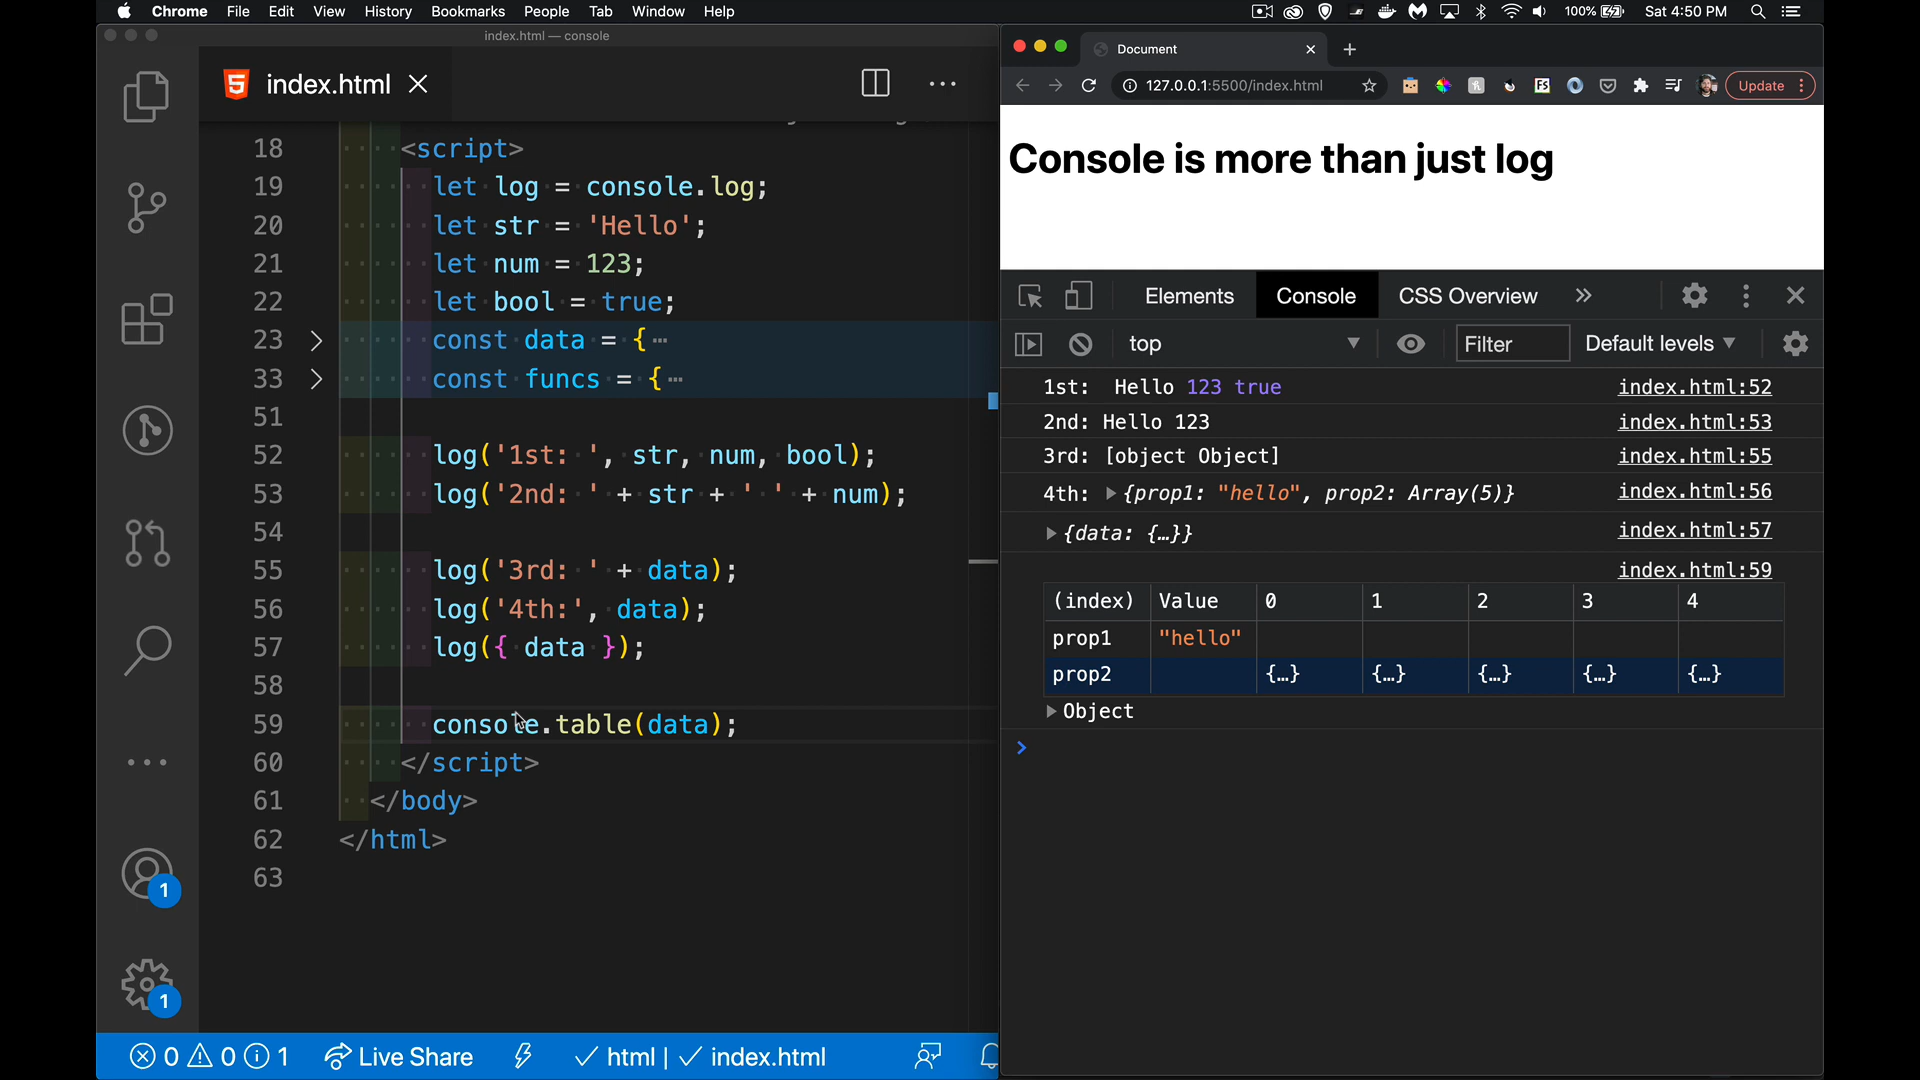 Chrome File Edit View History Bookmarks People Tab Window Help 100% Sat 4:50 PM
index.html — console
index.html
18 <script>
19 let log = console.log;
20 let str = 'Hello';
21 let num = 123;
22 let bool = true;
23 const data = {…
33 const funcs = {…
51
52 log('1st: ', str, num, bool);
53 log('2nd: ' + str + ' ' + num);
54
55 log('3rd: ' + data);
56 log('4th:', data);
57 log({ data });
58
59 console.table(data);
60 </script>
61 </body>
62 </html>
63
1
1
0 0 1 Live Share html | index.html
Document
127.0.0.1:5500/index.html Update
Console is more than just log
Elements Console CSS Overview
top Filter Default levels
1st: Hello 123 true index.html:52
2nd: Hello 123 index.html:53
3rd: [object Object] index.html:55
4th: {prop1: "hello", prop2: Array(5)} index.html:56
{data: {…}} index.html:57
index.html:59
(index) Value 0 1 2 3 4
prop1 "hello"
prop2 {…} {…} {…} {…} {…}
Object